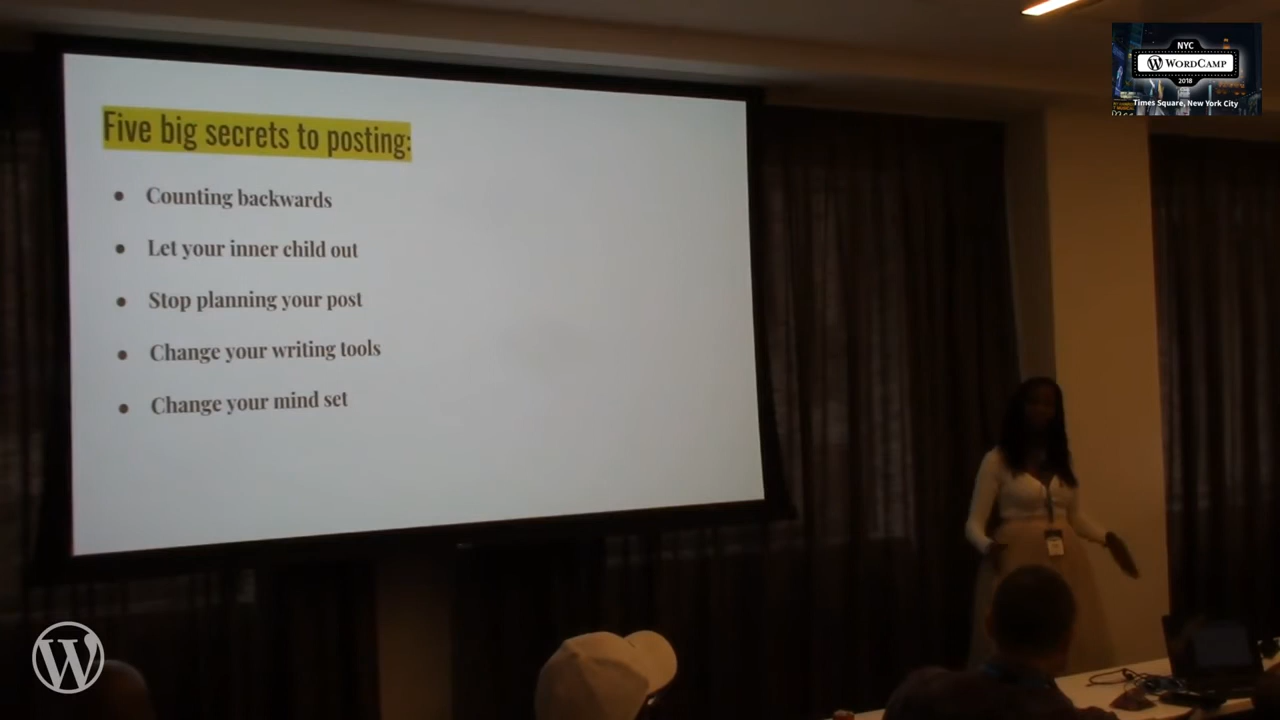 Five big secrets to posting:
Counting backwards
Let your inner child out
Stop planning your post
Change your writing tools
Change your mind set
NYC
WORDCAMP
2018
Times Square, New York City